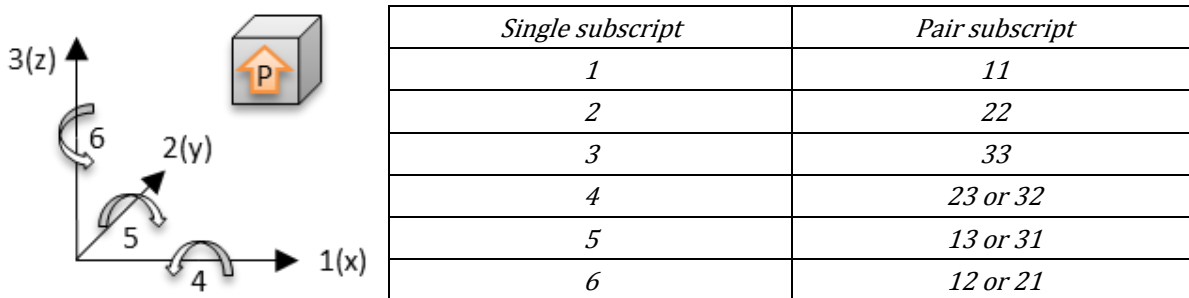 3(z)
P
6
2(y)
5
4
1(x)
Single subscript Pair subscript
1 11
2 22
3 33
4 23 or 32
5 13 or 31
6 12 or 21